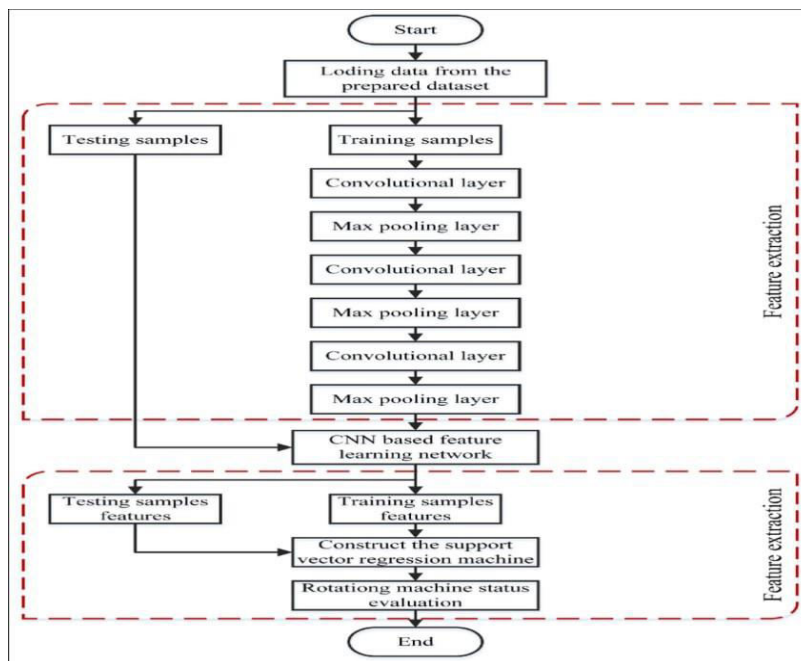 Start
Loding data from the
prepared dataset
Testing samples
Training samples
Convolutional layer
Max pooling layer
Convolutional layer
Max pooling layer
Convolutional layer
Max pooling layer
Feature extraction
CNN based feature
learning network
Testing samples
features
Training samples
features
Construct the support
vector regression machine
Rotationg machine status
evaluation
Feature extraction
End